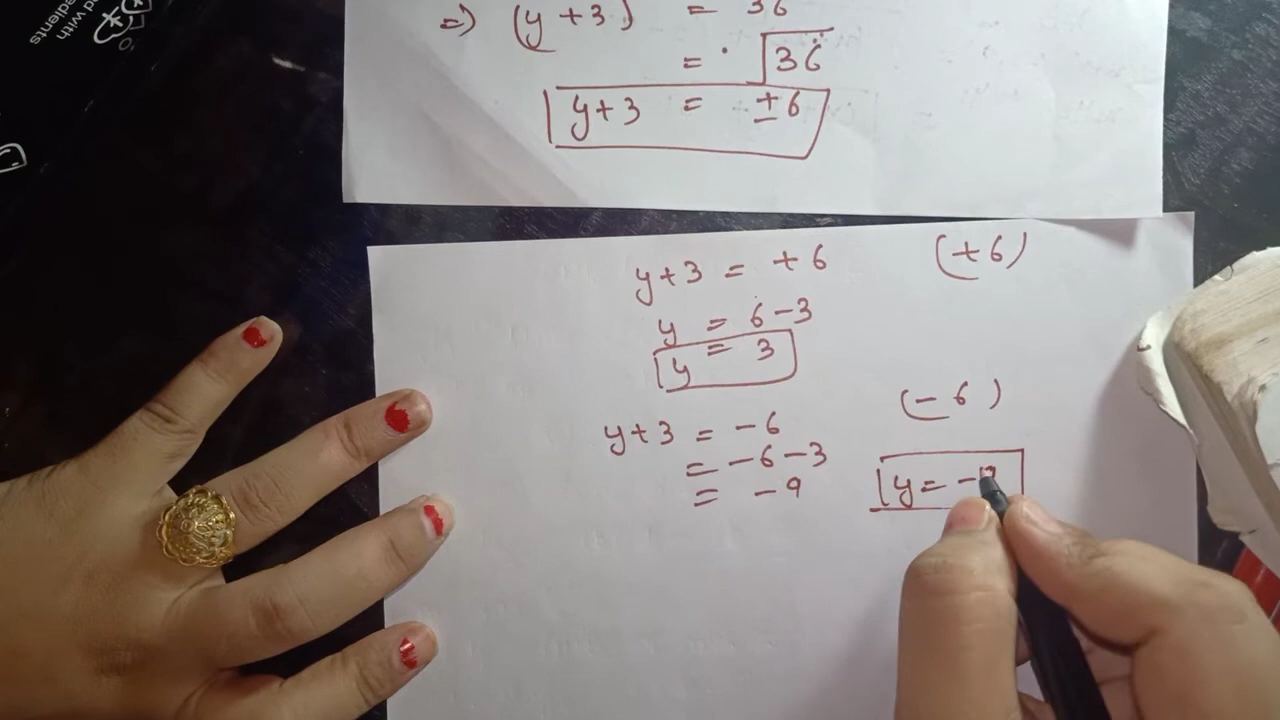 => (y+3) = 36
= √36
y+3 = ±6
y+3 = +6 (+6)
y = 6-3
y = 3
(-6)
y+3 = -6
= -6-3
= -9
y = -9